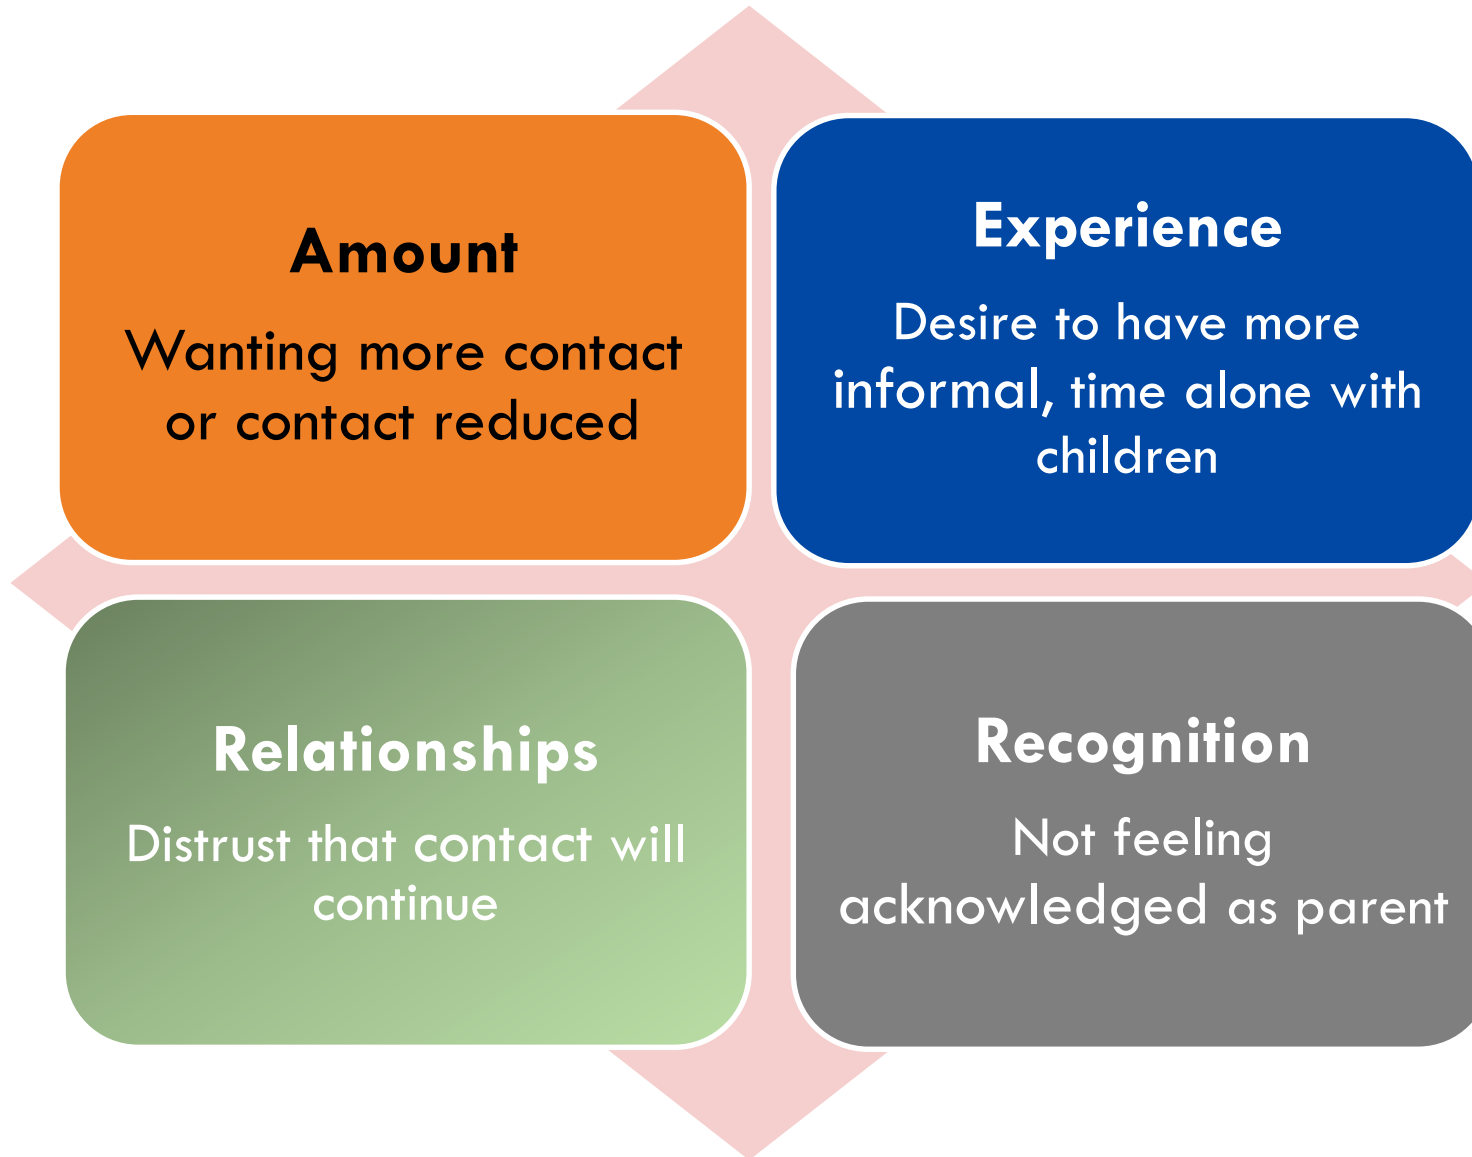 Amount
Wanting more contact
or contact reduced
Experience
Desire to have more
informal, time alone with
children
Relationships
Distrust that contact will
continue
Recognition
Not feeling
acknowledged as parent